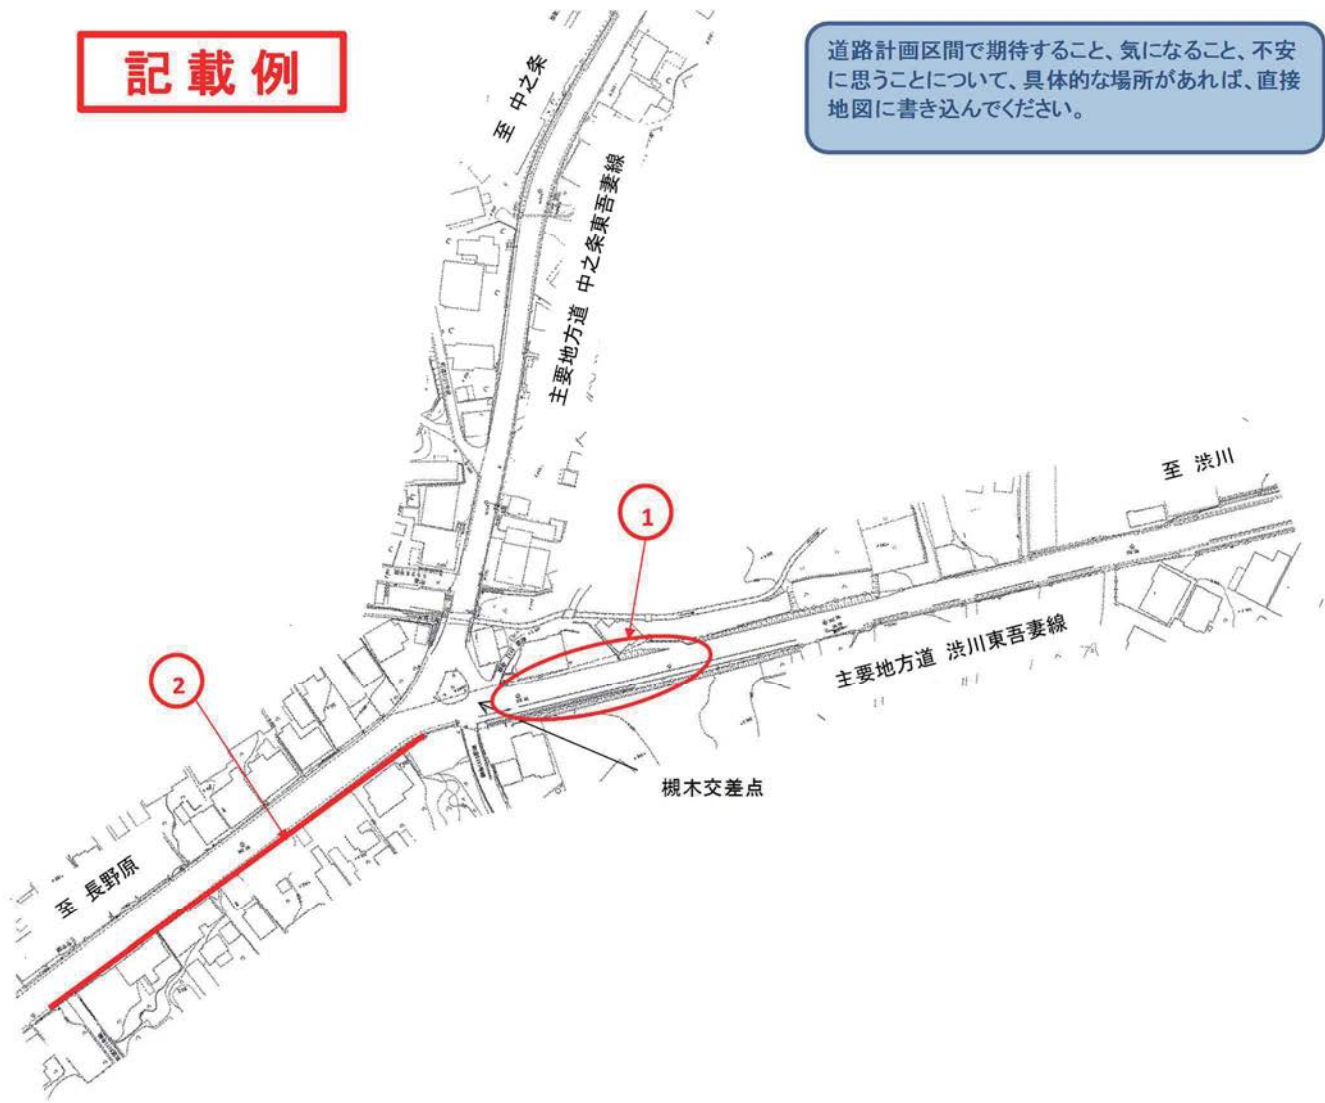 記載例
道路計画区間で期待すること、気になること、不安
に思うことについて、具体的な場所があれば、直接
地図に書き込んでください。
至 中之条
主要地方道 中之条東吾妻線
至 渋川
1
主要地方道 渋川東吾妻線
2
槻木交差点
至 長野原